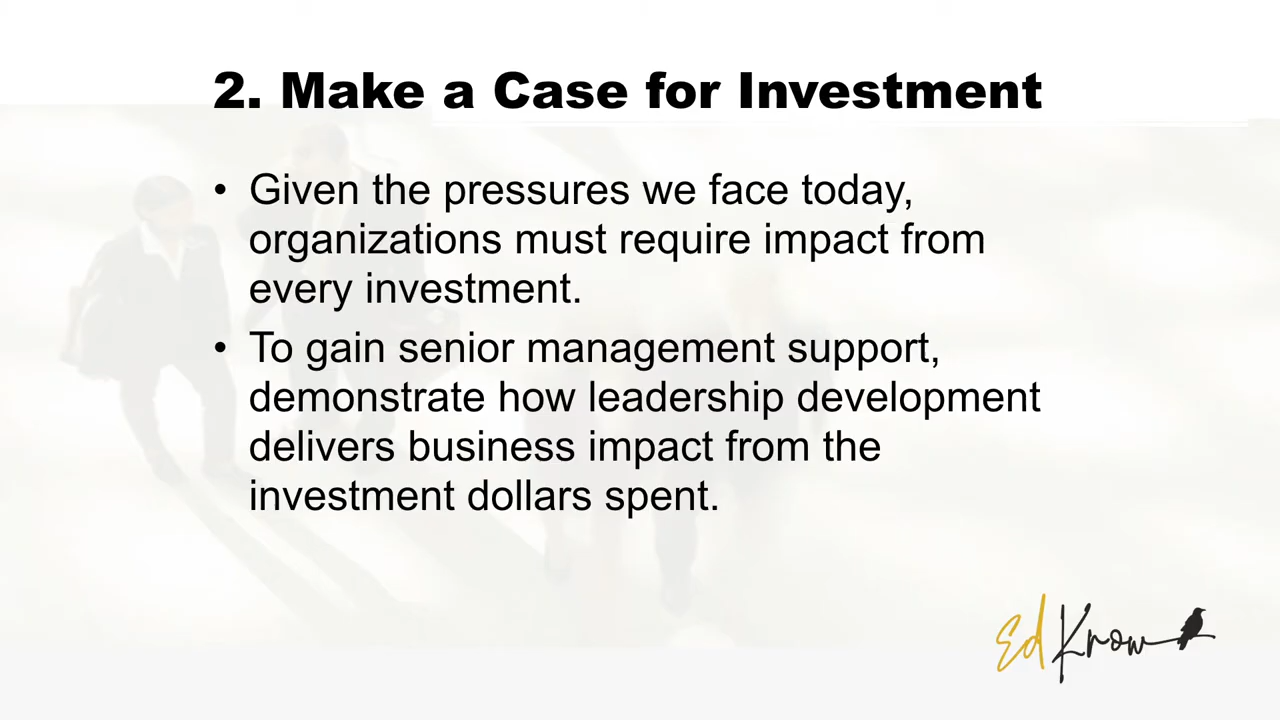 2. Make a Case for Investment
• Given the pressures we face today,
organizations must require impact from
every investment.
• To gain senior management support,
demonstrate how leadership development
delivers business impact from the
investment dollars spent.
Ed Know